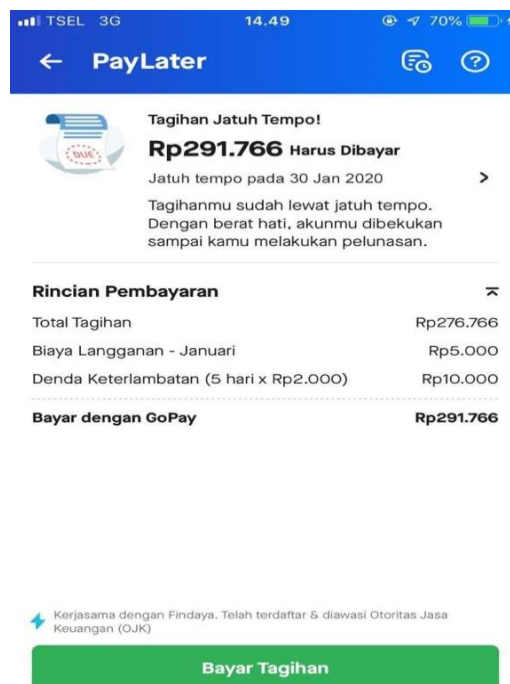 TSEL 3G 14.49 70%
PayLater
Tagihan Jatuh Tempo!
DUE
Rp291.766 Harus Dibayar
Jatuh tempo pada 30 Jan 2020
Tagihanmu sudah lewat jatuh tempo.
Dengan berat hati, akunmu dibekukan
sampai kamu melakukan pelunasan.
Rincian Pembayaran
Total Tagihan Rp276.766
Biaya Langganan - Januari Rp5.000
Denda Keterlambatan (5 hari x Rp2.000) Rp10.000
Bayar dengan GoPay Rp291.766
Kerjasama dengan Findaya. Telah terdaftar & diawasi Otoritas Jasa
Keuangan (OJK)
Bayar Tagihan